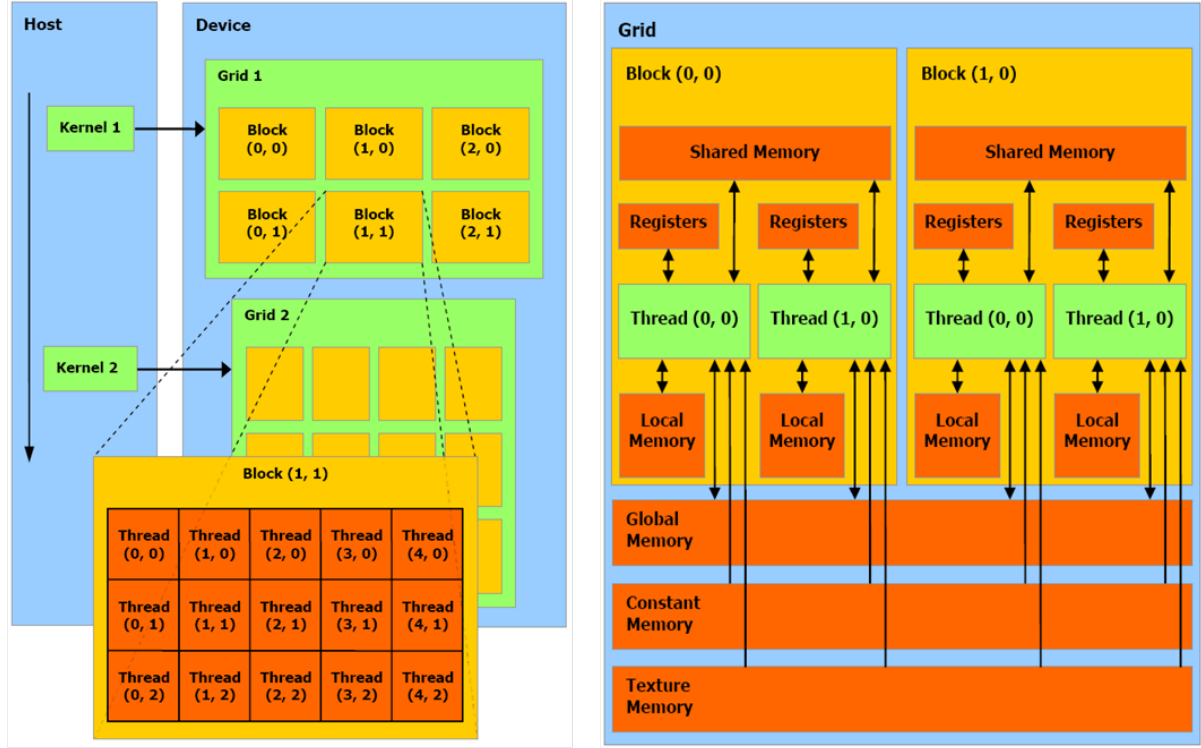 Host
Device
Grid 1
Kernel 1
Block
(0, 0)
Block
(1, 0)
Block
(2, 0)
Block
(0, 1)
Block
(1, 1)
Block
(2, 1)
Grid 2
Kernel 2
Block (1, 1)
Thread
(0, 0)
Thread
(1, 0)
Thread
(2, 0)
Thread
(3, 0)
Thread
(4, 0)
Thread
(0, 1)
Thread
(1, 1)
Thread
(2, 1)
Thread
(3, 1)
Thread
(4, 1)
Thread
(0, 2)
Thread
(1, 2)
Thread
(2, 2)
Thread
(3, 2)
Thread
(4, 2)
Grid
Block (0, 0)
Shared Memory
Registers
Registers
Thread (0, 0)
Thread (1, 0)
Local
Memory
Local
Memory
Block (1, 0)
Shared Memory
Registers
Registers
Thread (0, 0)
Thread (1, 0)
Local
Memory
Local
Memory
Global
Memory
Constant
Memory
Texture
Memory